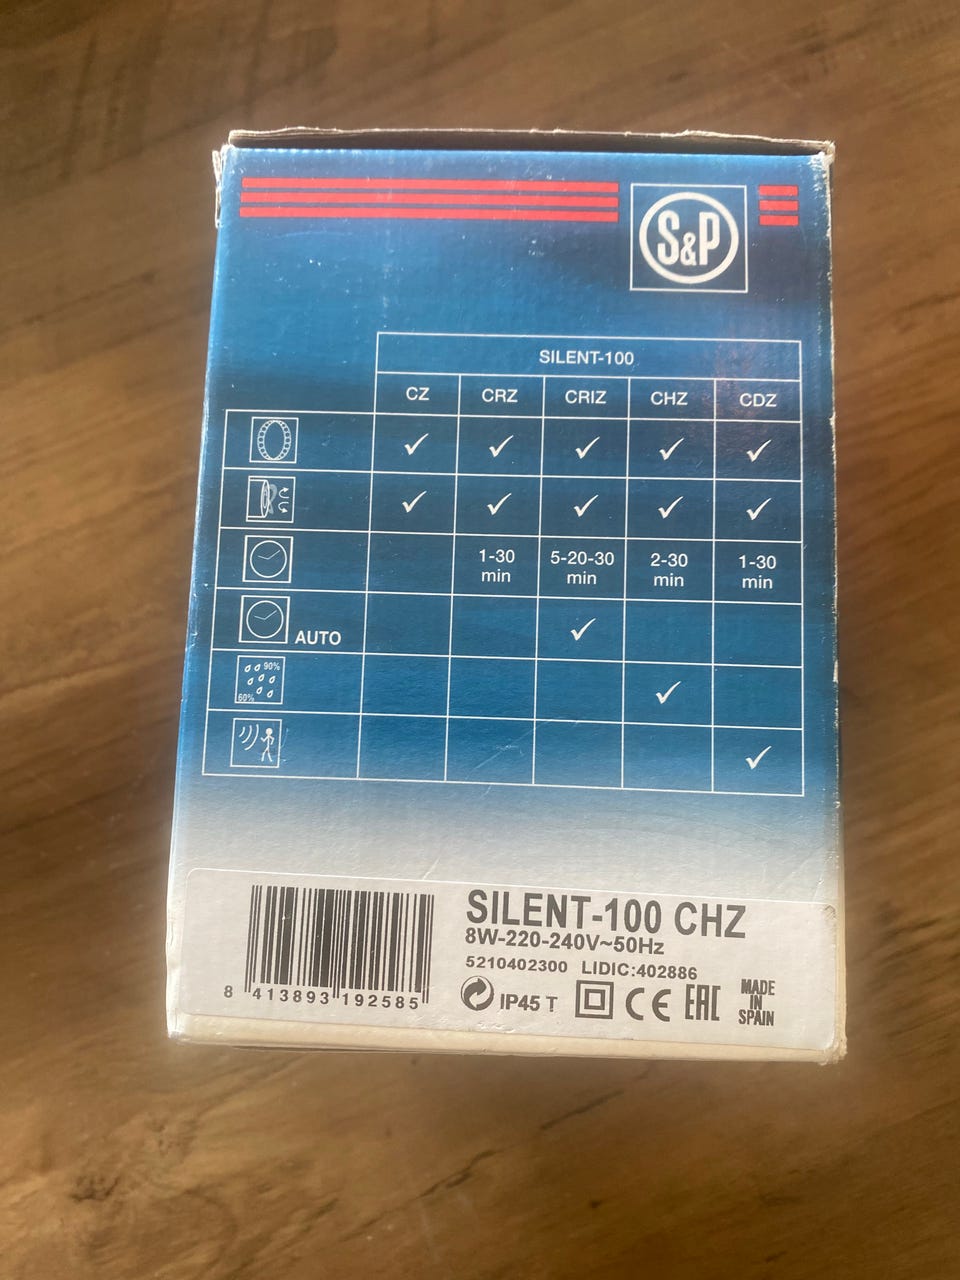 S&P
SILENT-100
CZ CRZ CRIZ CHZ CDZ
✓ ✓ ✓ ✓ ✓
✓ ✓ ✓ ✓ ✓
1-30 min 5-20-30 min 2-30 min 1-30 min
AUTO ✓
90%
60% ✓
✓
SILENT-100 CHZ
8W-220-240V~50Hz
5210402300 LIDIC:402886
8 413893 192585
IP45 T CE EAC MADE IN SPAIN